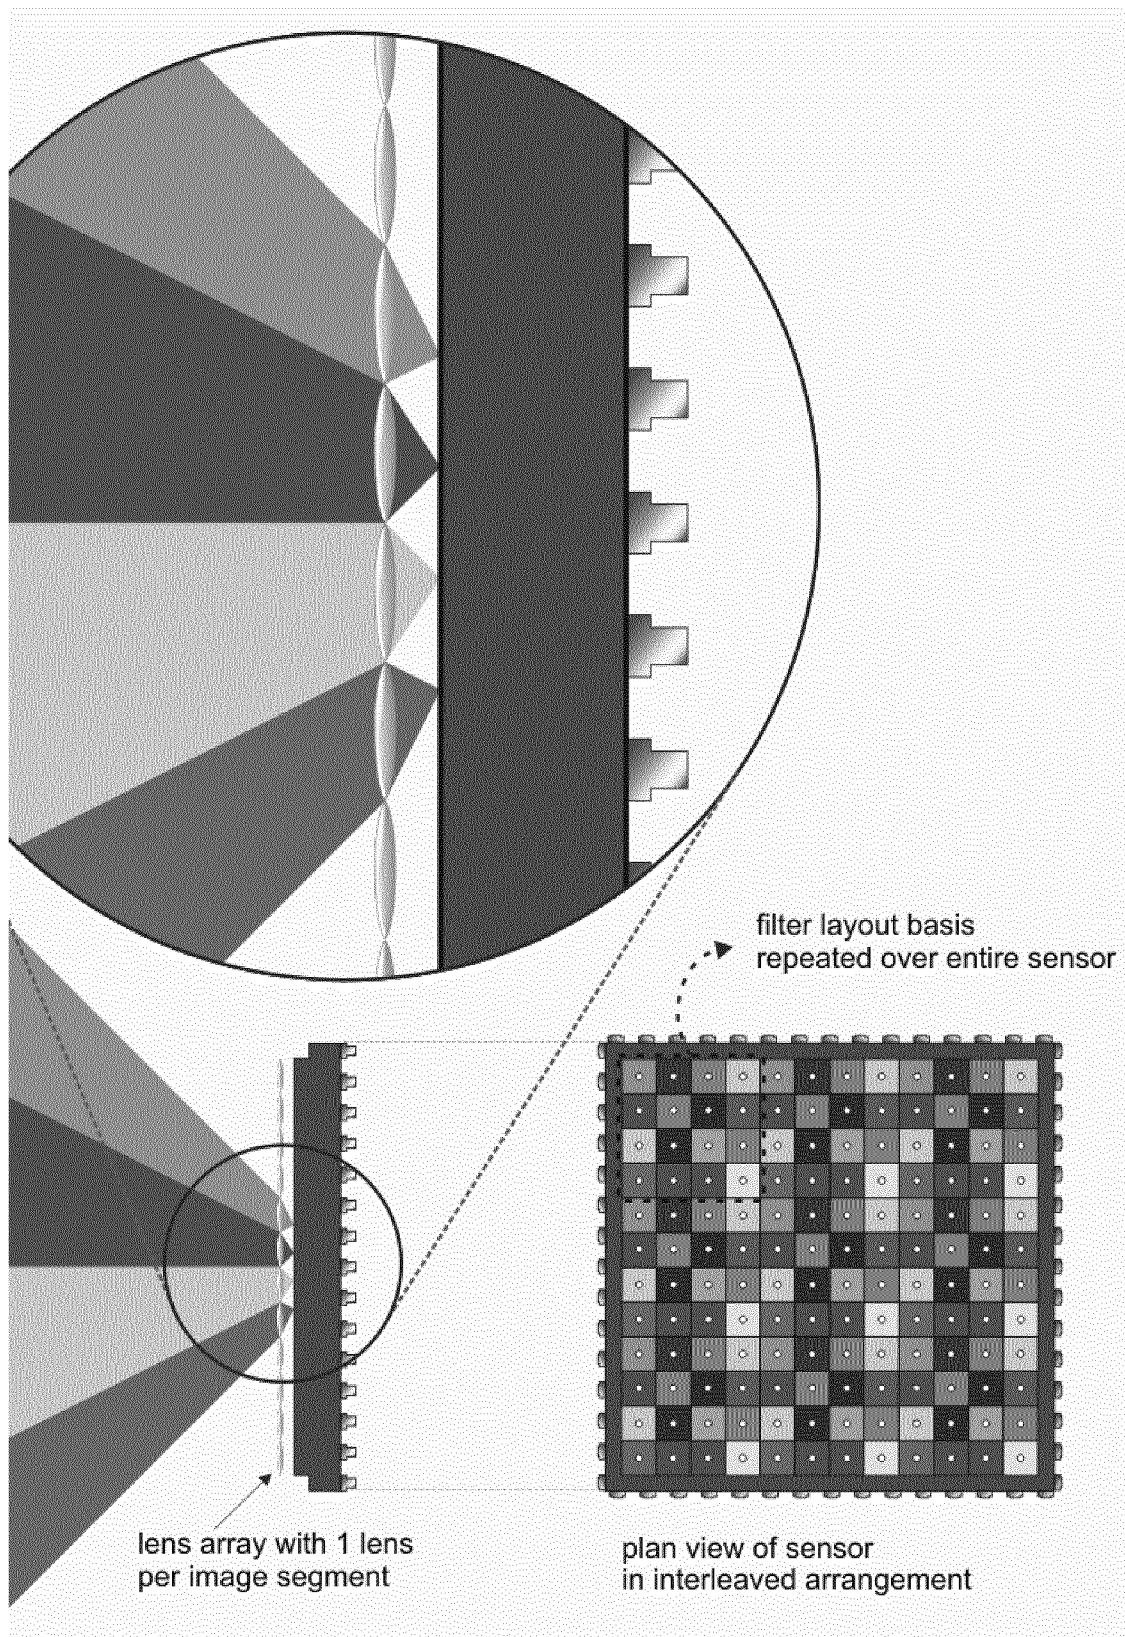 filter layout basis
repeated over entire sensor
lens array with 1 lens
per image segment
plan view of sensor
in interleaved arrangement